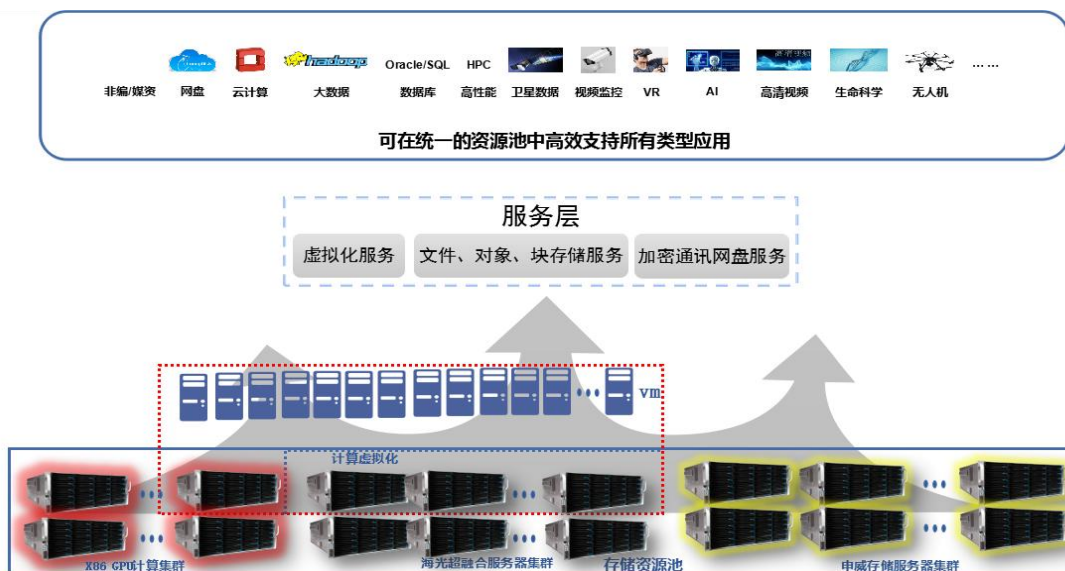 hadoop
Oracle/SQL
HPC
高清视频
... ...
非编/媒资
网盘
云计算
大数据
数据库
高性能
卫星数据
视频监控
VR
AI
高清视频
生命科学
无人机
可在统一的资源池中高效支持所有类型应用
服务层
虚拟化服务
文件、对象、块存储服务
加密通讯网盘服务
VM
计算虚拟化
X86 GPU计算集群
海光超融合服务器集群
存储资源池
申威存储服务器集群